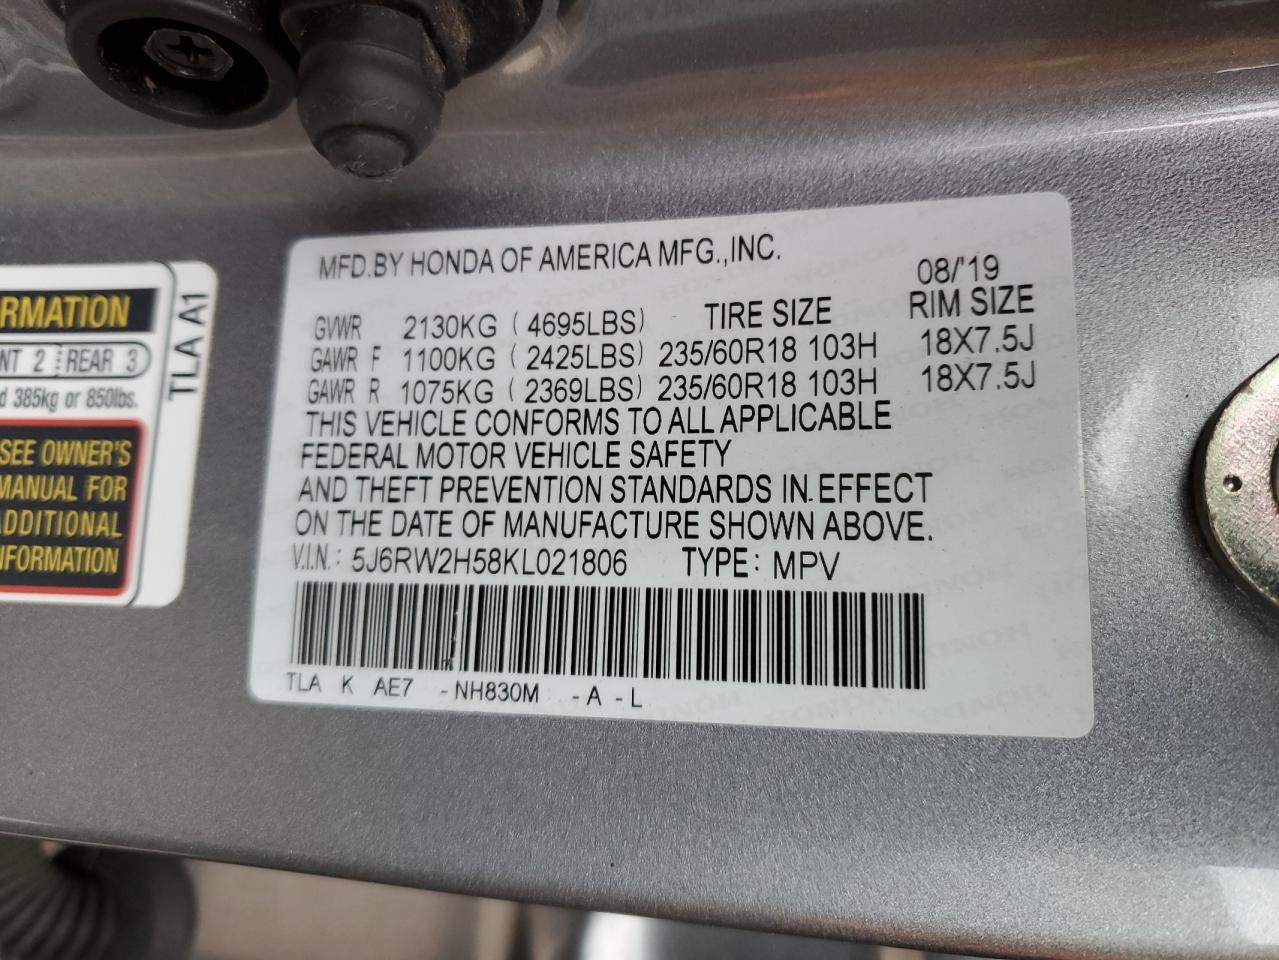 MFD.BY HONDA OF AMERICA MFG.,INC.
08/'19
GVWR 2130KG (4695LBS) TIRE SIZE RIM SIZE
GAWR F 1100KG (2425LBS) 235/60R18 103H 18X7.5J
GAWR R 1075KG (2369LBS) 235/60R18 103H 18X7.5J
THIS VEHICLE CONFORMS TO ALL APPLICABLE
FEDERAL MOTOR VEHICLE SAFETY
AND THEFT PREVENTION STANDARDS IN EFFECT
ON THE DATE OF MANUFACTURE SHOWN ABOVE.
V.I.N.: 5J6RW2H58KL021806 TYPE: MPV
TLA K AE7 -NH830M -A -L
RMATION
NT 2 REAR 3
d 385kg or 850lbs.
SEE OWNER'S
MANUAL FOR
ADDITIONAL
INFORMATION
TLA A1